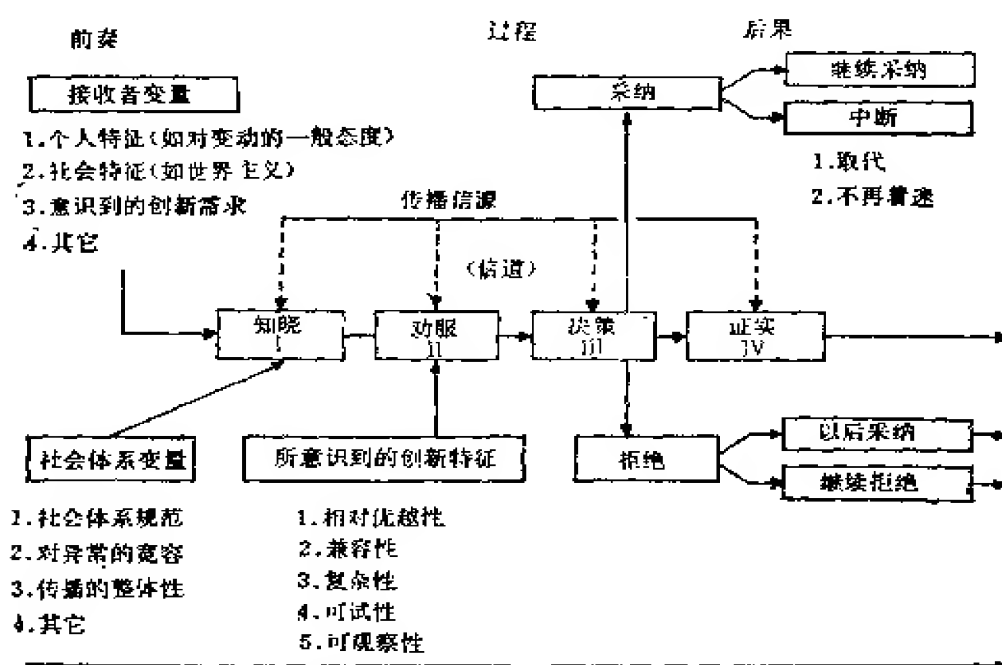 前奏
过程
后果
接收者变量
采纳
继续采纳
中断
1.个人特征(如对变动的一般态度)
2.社会特征(如世界主义)
3.意识到的创新需求
4.其它
1.取代
2.不再着迷
传播信源
(信道)
知晓
I
劝服
II
决策
III
证实
IV
社会体系变量
所意识到的创新特征
拒绝
以后采纳
继续拒绝
1.社会体系规范
2.对异常的宽容
3.传播的整体性
4.其它
1.相对优越性
2.兼容性
3.复杂性
4.可试性
5.可观察性